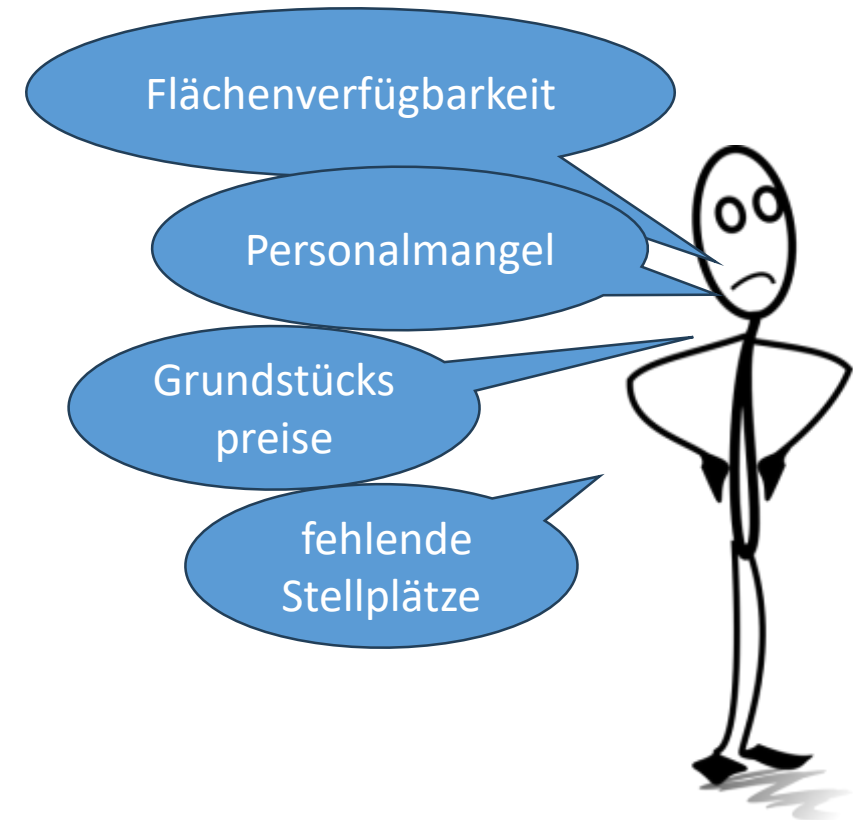 Flächenverfügbarkeit
Personalmangel
Grundstücks
preise
fehlende
Stellplätze